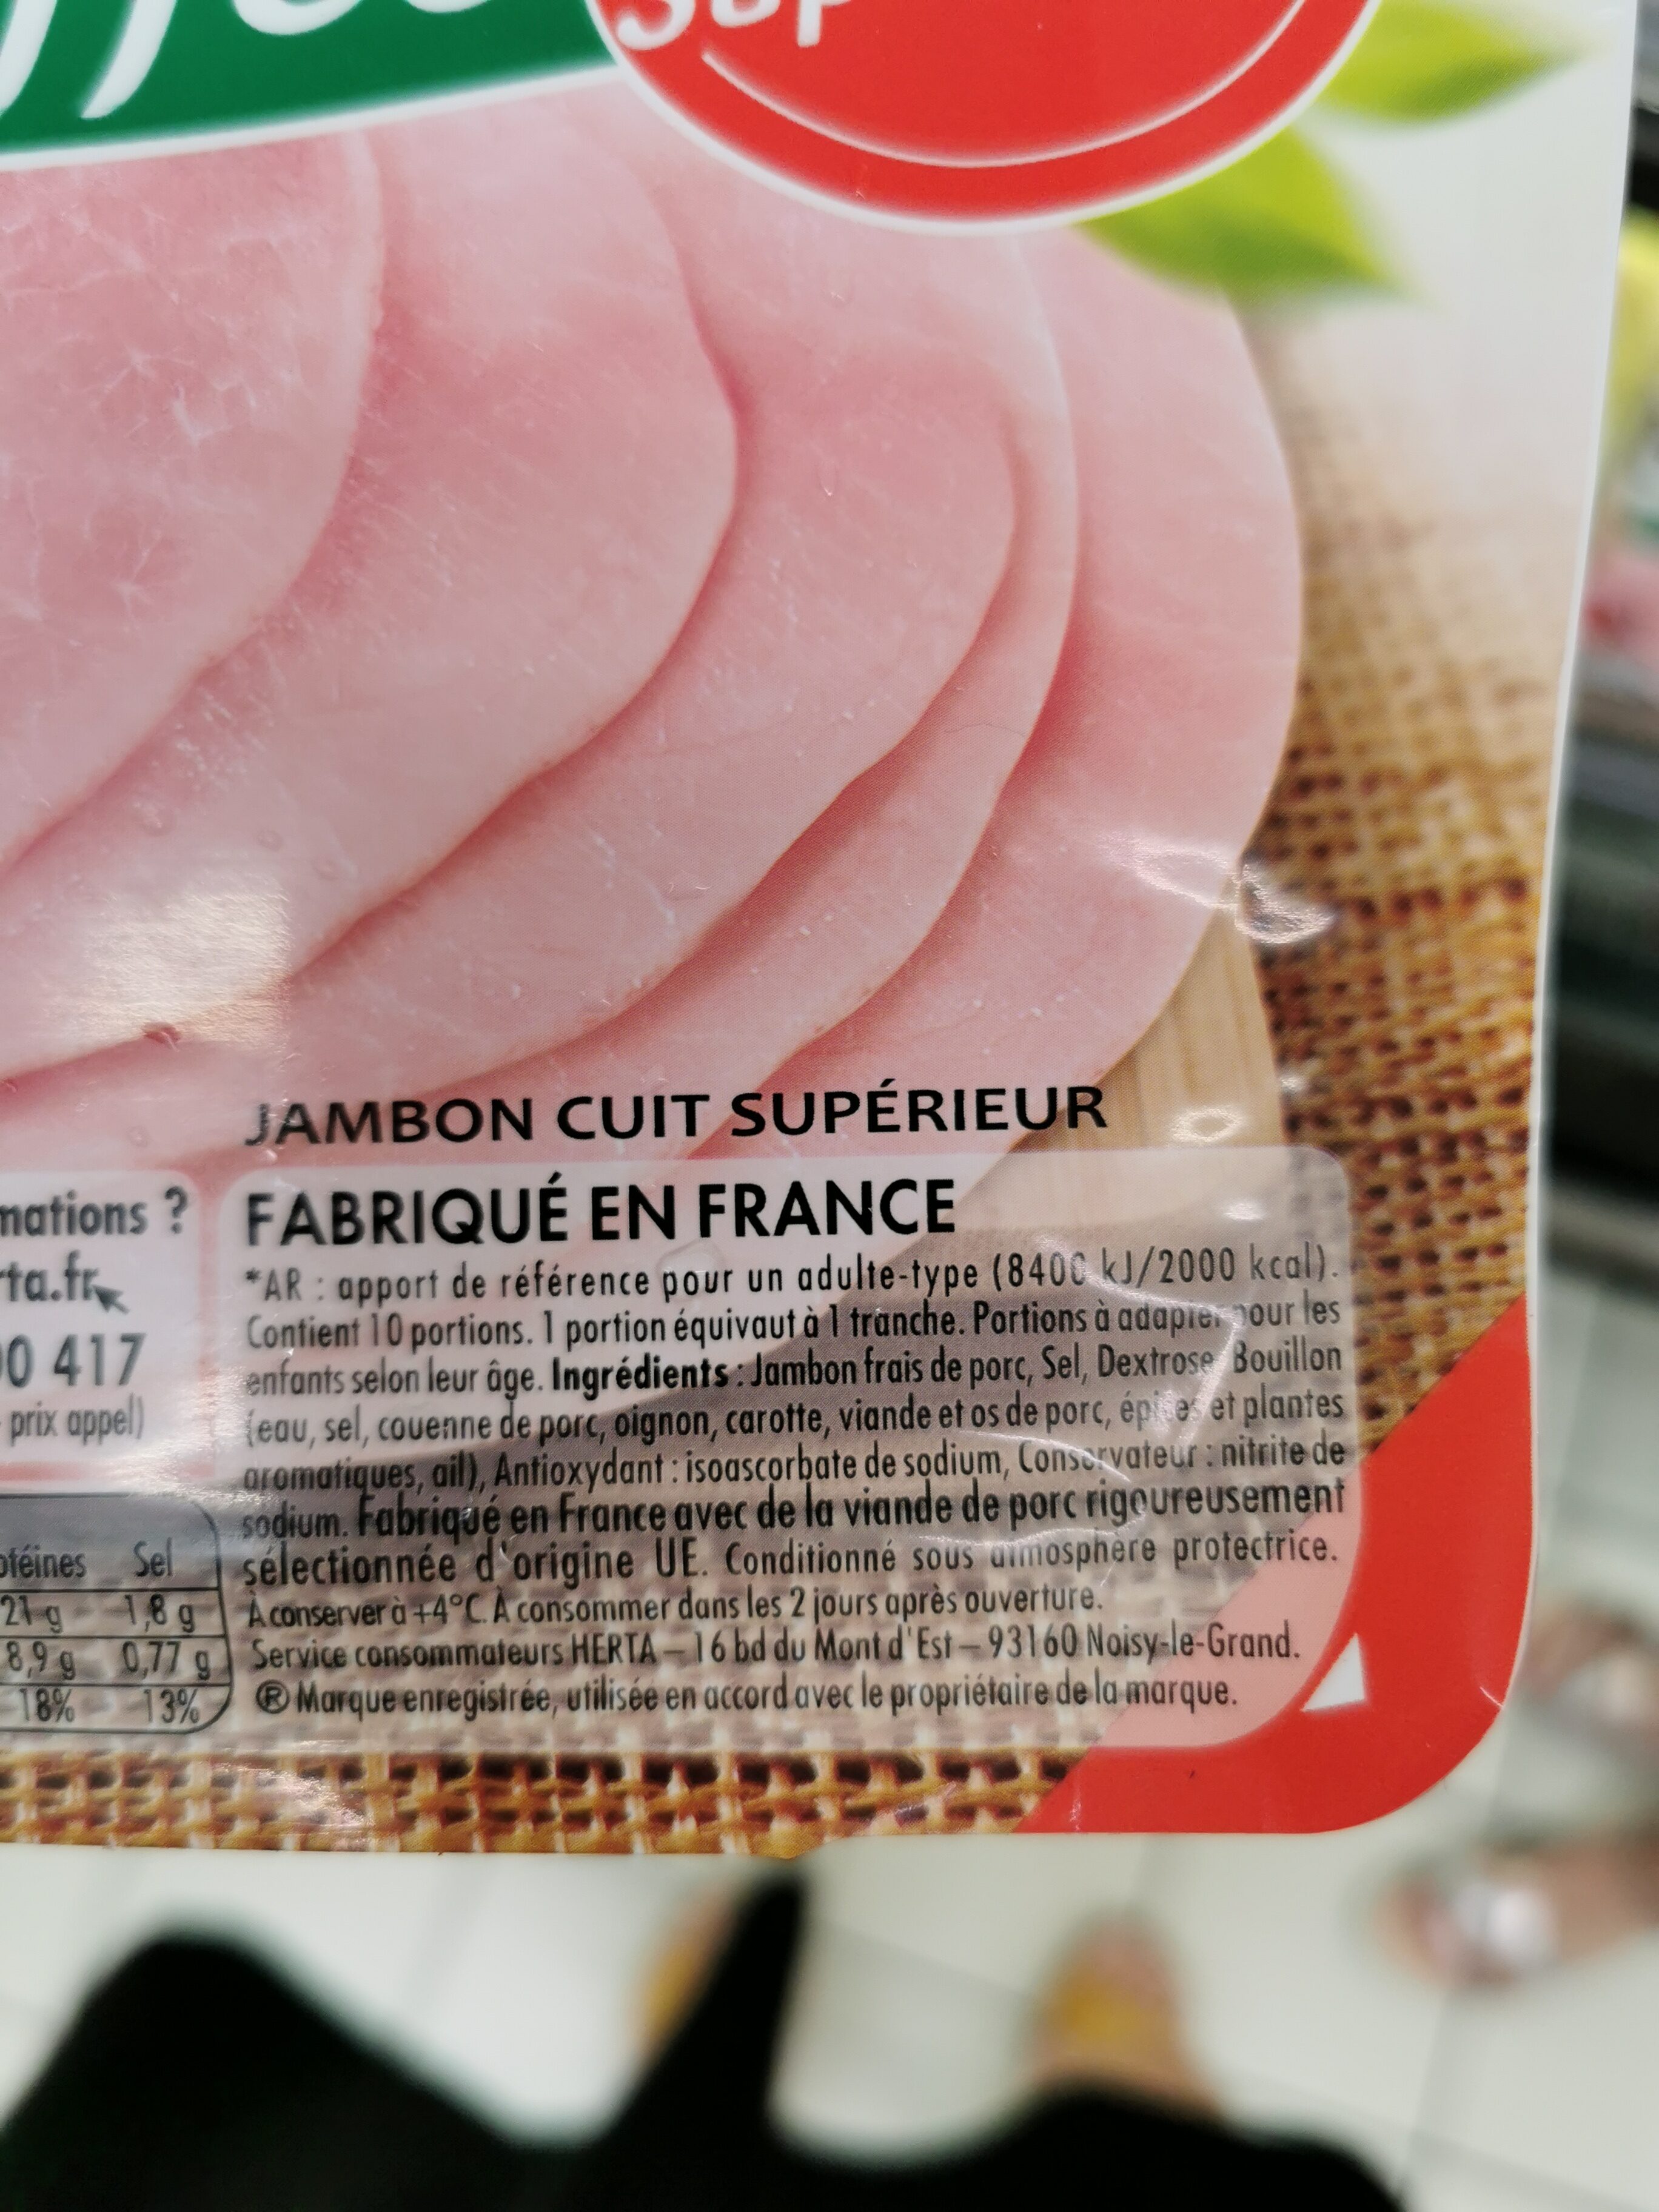 JAMBON CUIT SUPÉRIEUR
mations ?
ta.fr
0 417
prix appel)
FABRIQUÉ EN FRANCE
*AR : apport de référence pour un adulte-type (8400 kJ/2000 kcal).
Contient 10 portions. 1 portion équivaut à 1 tranche. Portions à adapter pour les
enfants selon leur âge. Ingrédients : Jambon frais de porc, Sel, Dextrose, Bouillon
(eau, sel, couenne de porc, oignon, carotte, viande et os de porc, épices et plantes
aromatiques, ail), Antioxydant : isoascorbate de sodium, Conservateur : nitrite de
sodium. Fabriqué en France avec de la viande de porc rigoureusement
sélectionnée d'origine UE. Conditionné sous atmosphère protectrice.
À conserver à +4°C. À consommer dans les 2 jours après ouverture.
Service consommateurs HERTA – 16 bd du Mont d'Est – 93160 Noisy-le-Grand.
® Marque enregistrée, utilisée en accord avec le propriétaire de la marque.
otéines Sel
21 g 1,8 g
8,9 g 0,77 g
18% 13%